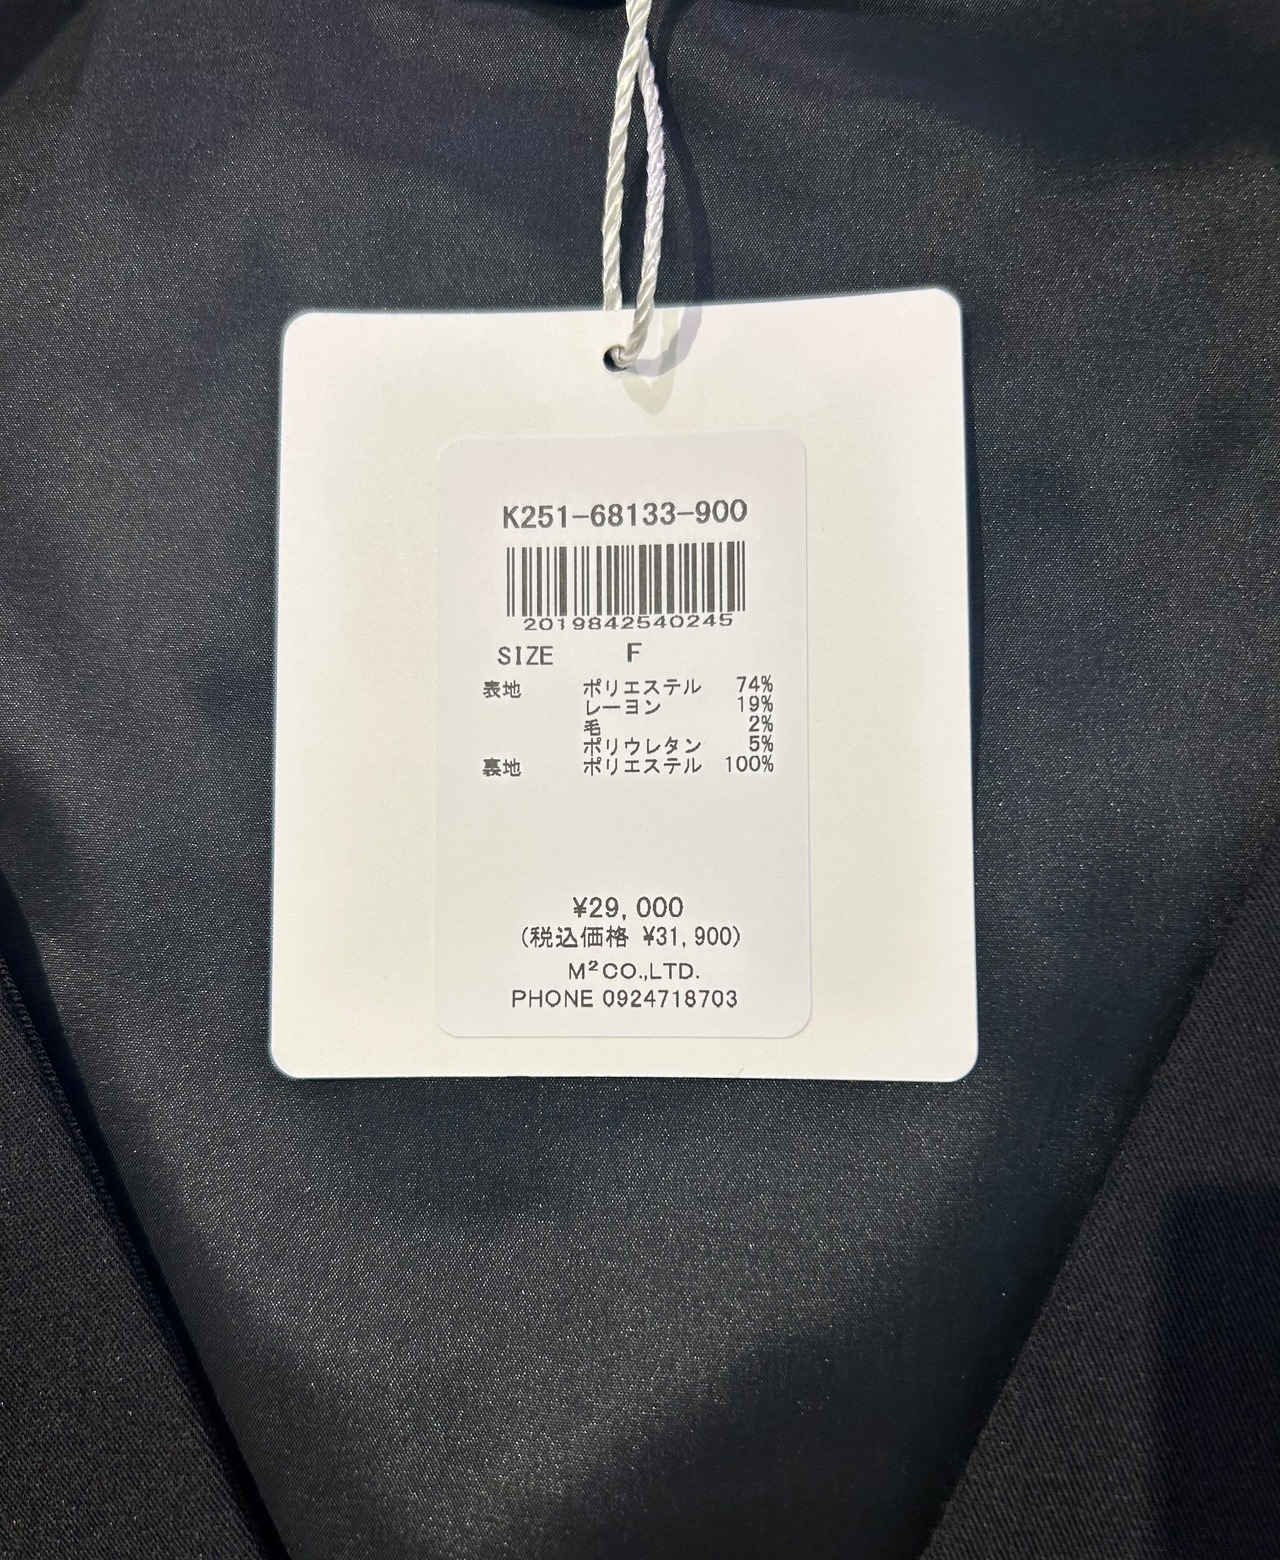 K251-68133-900
2019842540245
SIZE F
表地 ポリエステル 74%
レーヨン 19%
毛 2%
ポリウレタン 5%
裏地 ポリエステル 100%
¥29,000
(税込価格 ¥31,900)
M²CO.,LTD.
PHONE 0924718703